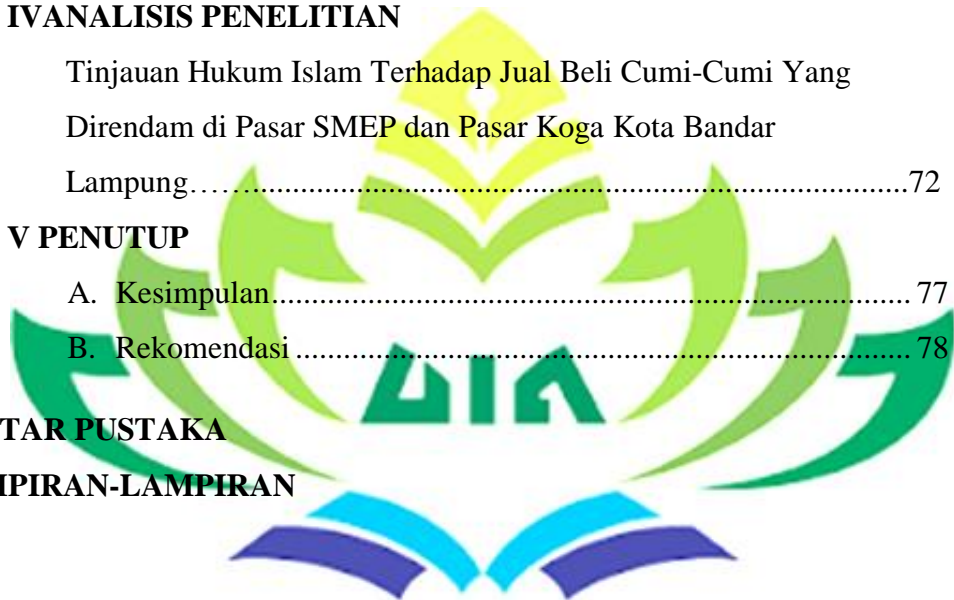 IVANALISIS PENELITIAN
Tinjauan Hukum Islam Terhadap Jual Beli Cumi-Cumi Yang
Direndam di Pasar SMEP dan Pasar Koga Kota Bandar
Lampung……...................................................................................72
V PENUTUP
A. Kesimpulan................................................................................ 77
B. Rekomendasi ............................................................................. 78
UIN
TAR PUSTAKA
IPIRAN-LAMPIRAN